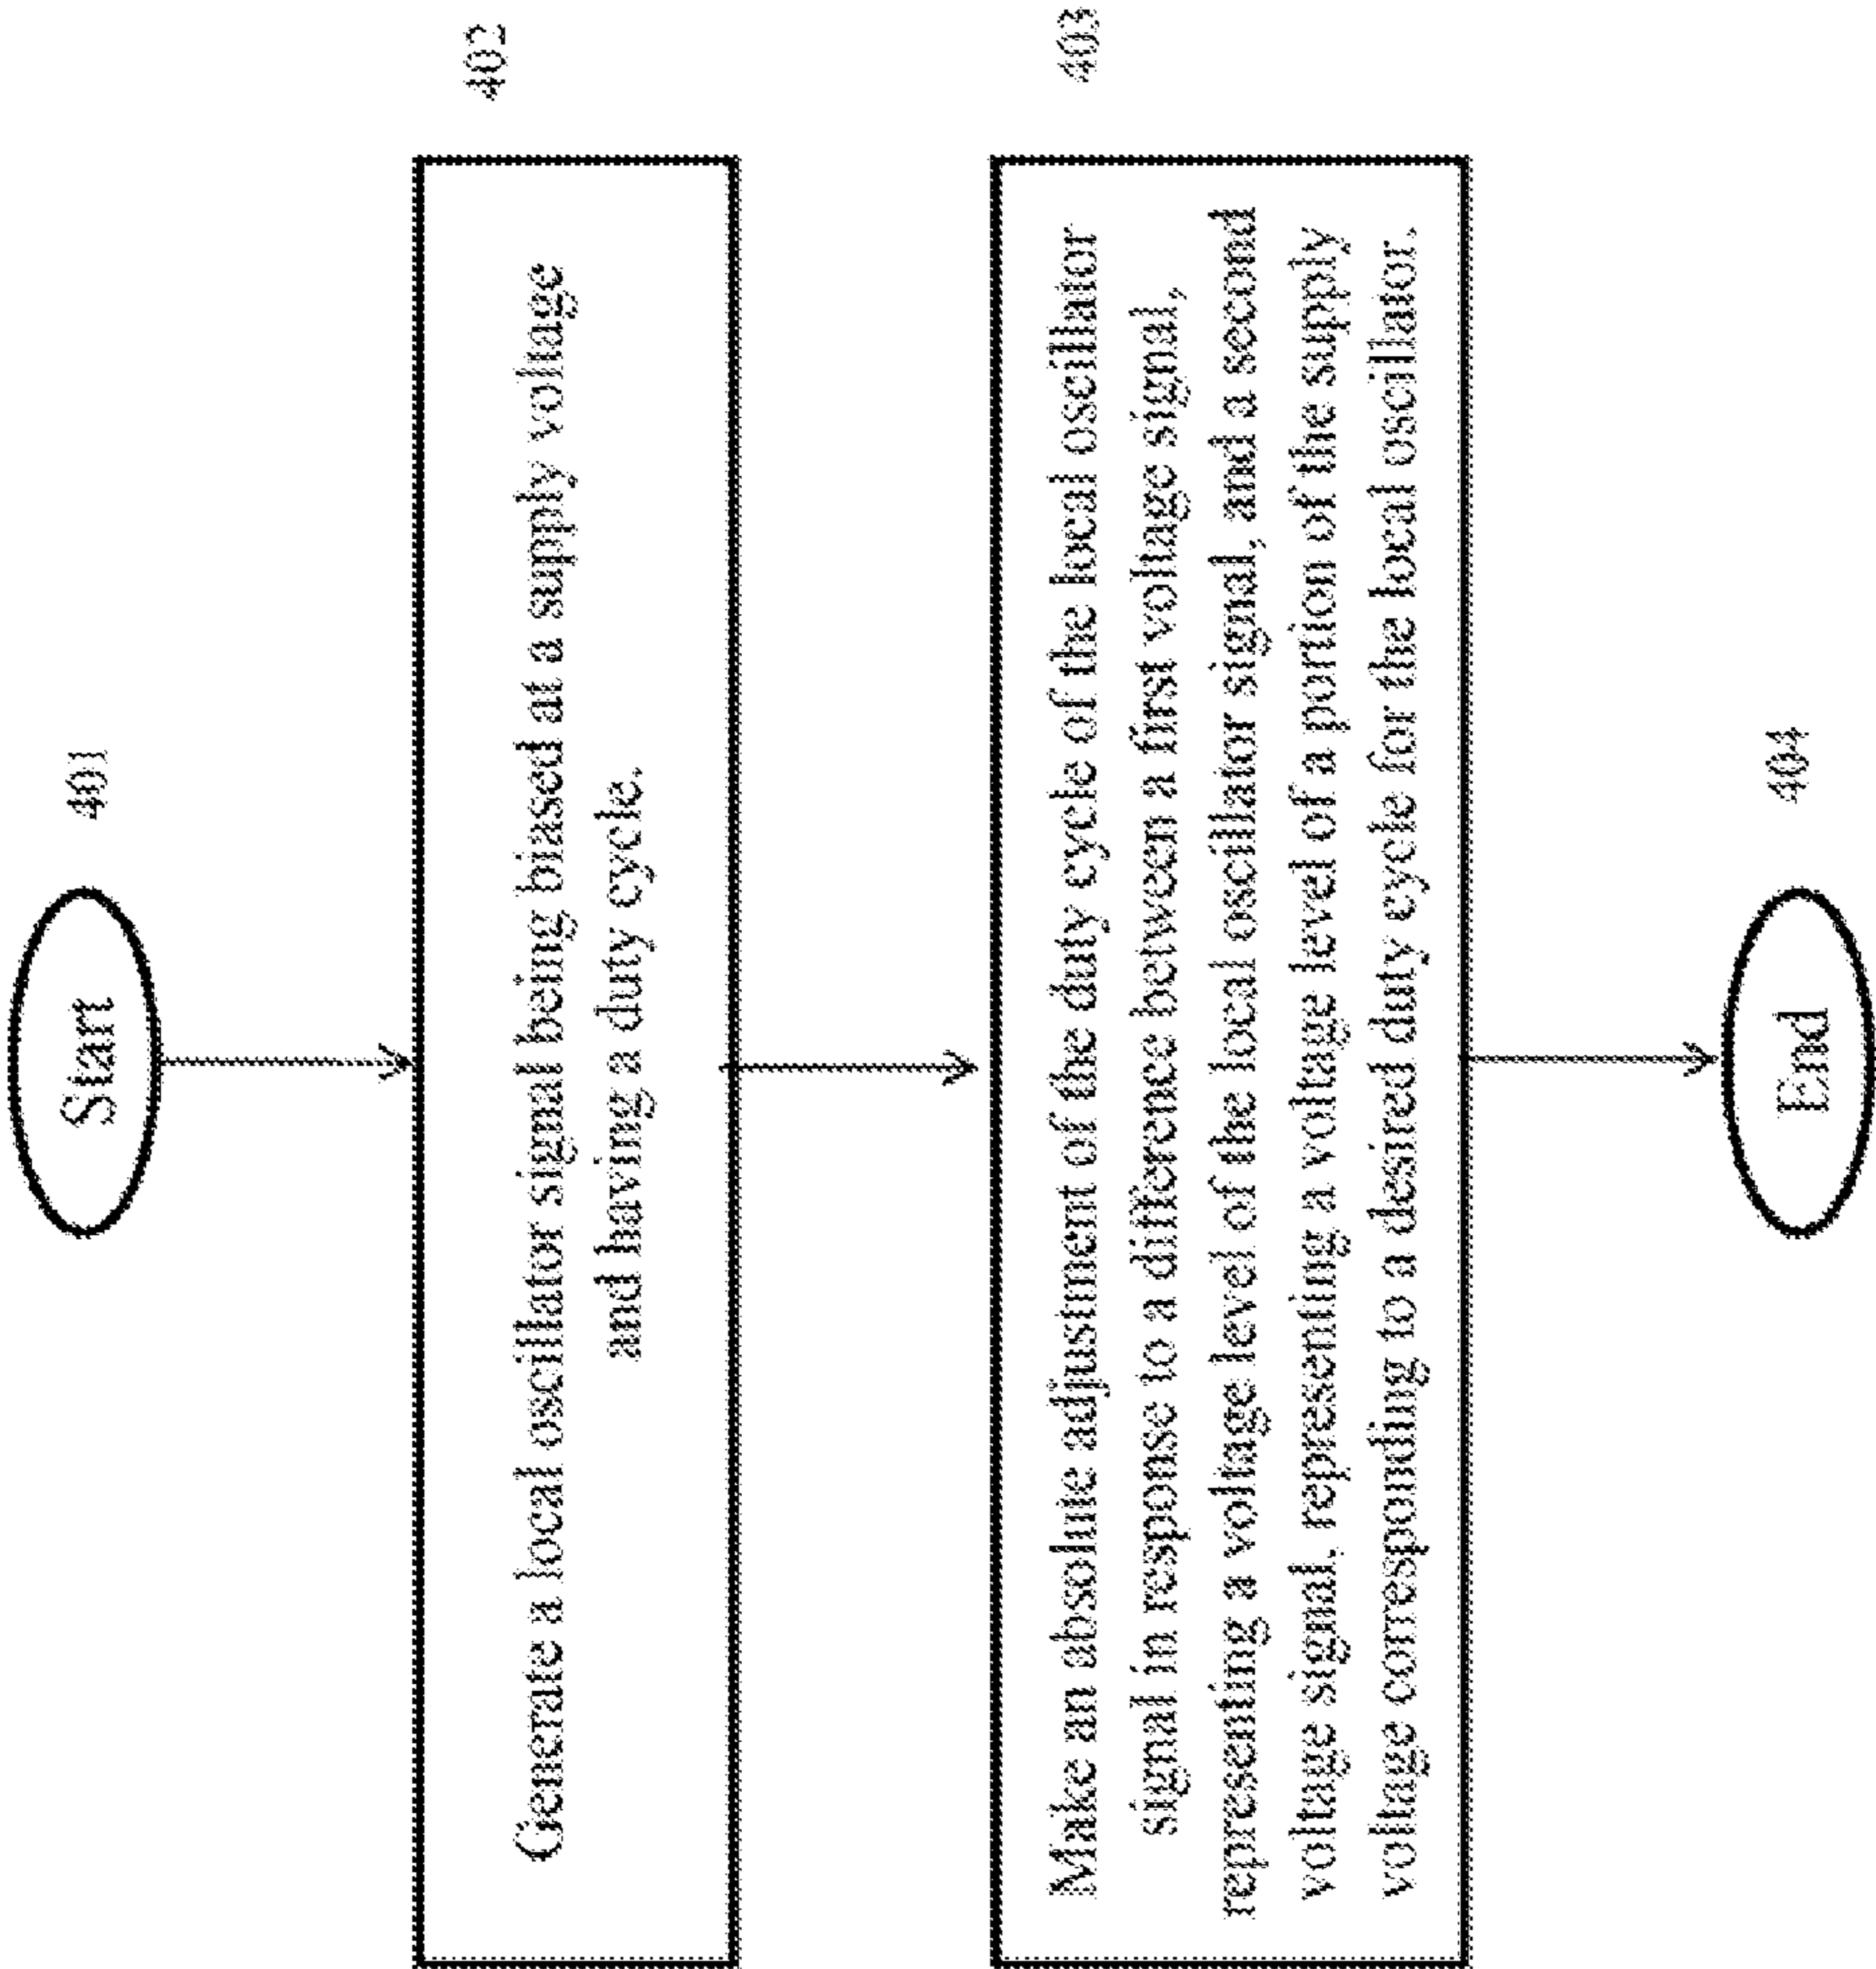 Start
401
402
Generate a local oscillator signal being biased at a supply voltage
and having a duty cycle.
403
Make an absolute adjustment of the duty cycle of the local oscillator
signal in response to a difference between a first voltage signal,
representing a voltage level of the local oscillator signal, and a second
voltage signal, representing a voltage level of a portion of the supply
voltage corresponding to a desired duty cycle for the local oscillator.
End
404